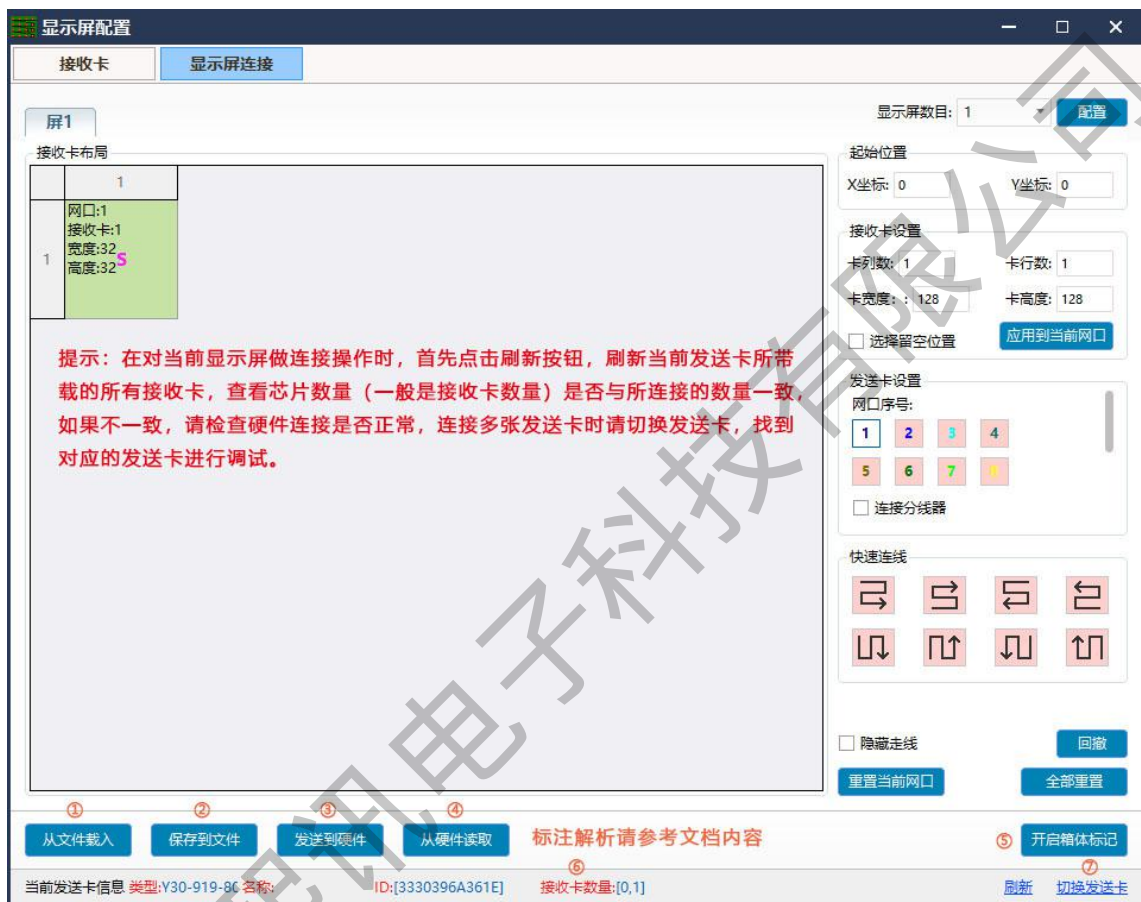 显示屏配置
接收卡
显示屏连接
显示屏数目: 1
配置
屏1
接收卡布局
1
1
网口:1
接收卡:1
宽度:32
高度:32
S
提示：在对当前显示屏做连接操作时，首先点击刷新按钮，刷新当前发送卡所带
载的所有接收卡，查看芯片数量（一般是接收卡数量）是否与所连接的数量一致，
如果不一致，请检查硬件连接是否正常，连接多张发送卡时请切换发送卡，找到
对应的发送卡进行调试。
起始位置
X坐标: 0 Y坐标: 0
接收卡设置
卡列数: 1 卡行数: 1
卡宽度: : 128 卡高度: 128
选择留空位置 应用到当前网口
发送卡设置
网口序号:
1 2 3 4
5 6 7 8
连接分线器
快速连线
隐藏走线 回撤
重置当前网口 全部重置
① ② ③ ④
从文件载入 保存到文件 发送到硬件 从硬件读取 标注解析请参考文档内容 ⑤ 开启箱体标记
⑥ ⑦
当前发送卡信息 类型:Y30-919-80 名称: ID:[3330396A361E] 接收卡数量:[0,1] 刷新 切换发送卡
讯电子科技有限公司